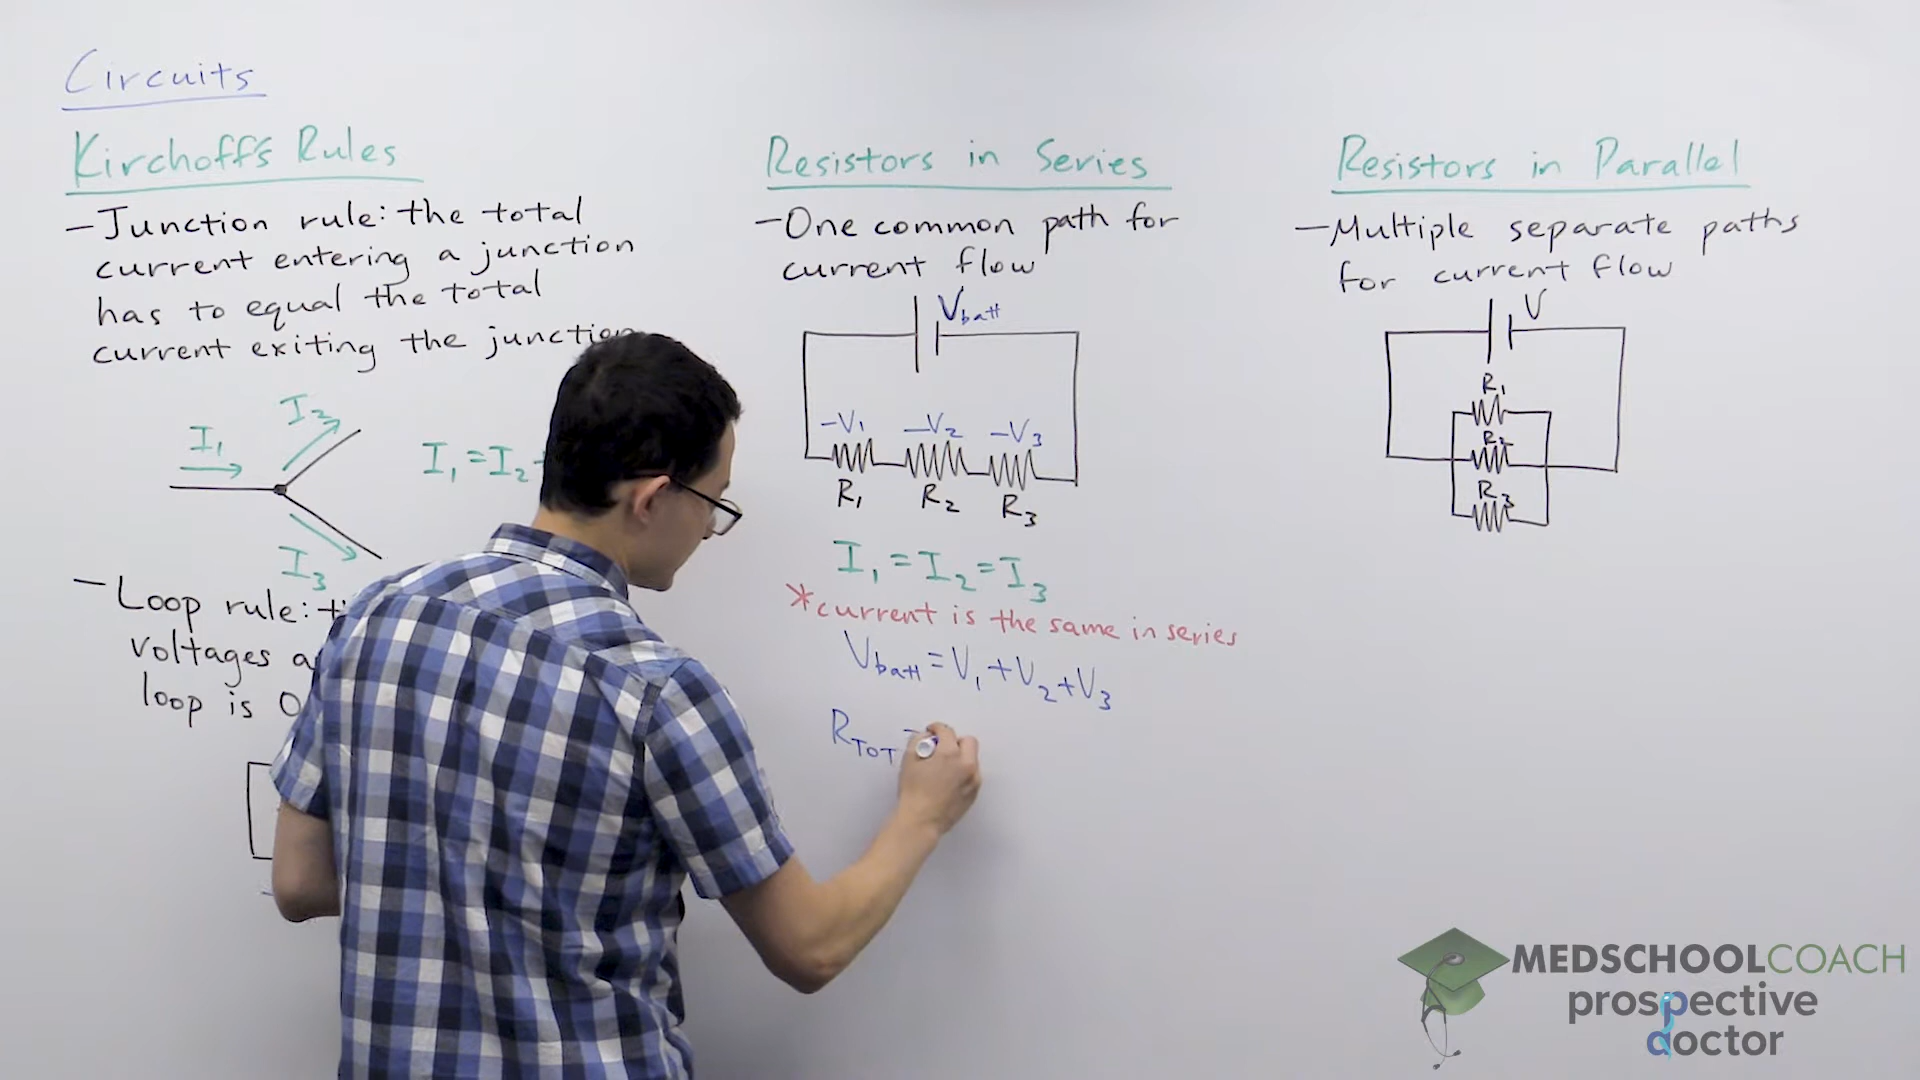 Circuits
Kirchoff's Rules
- Junction rule: the total
current entering a junction
has to equal the total
current exiting the junction
I₂
I₁
I₁ = I₂ +
I₃
- Loop rule:
voltages
loop is 0
Resistors in Series
- One common path for
current flow
Vbatt
-V₁ -V₂ -V₃
R₁ R₂ R₃
I₁ = I₂ = I₃
*current is the same in series
Vbatt = V₁ + V₂ + V₃
RTOT =
Resistors in Parallel
- Multiple separate paths
for current flow
V
R₁
R₂
R₃
MEDSCHOOLCOACH
prospective
doctor